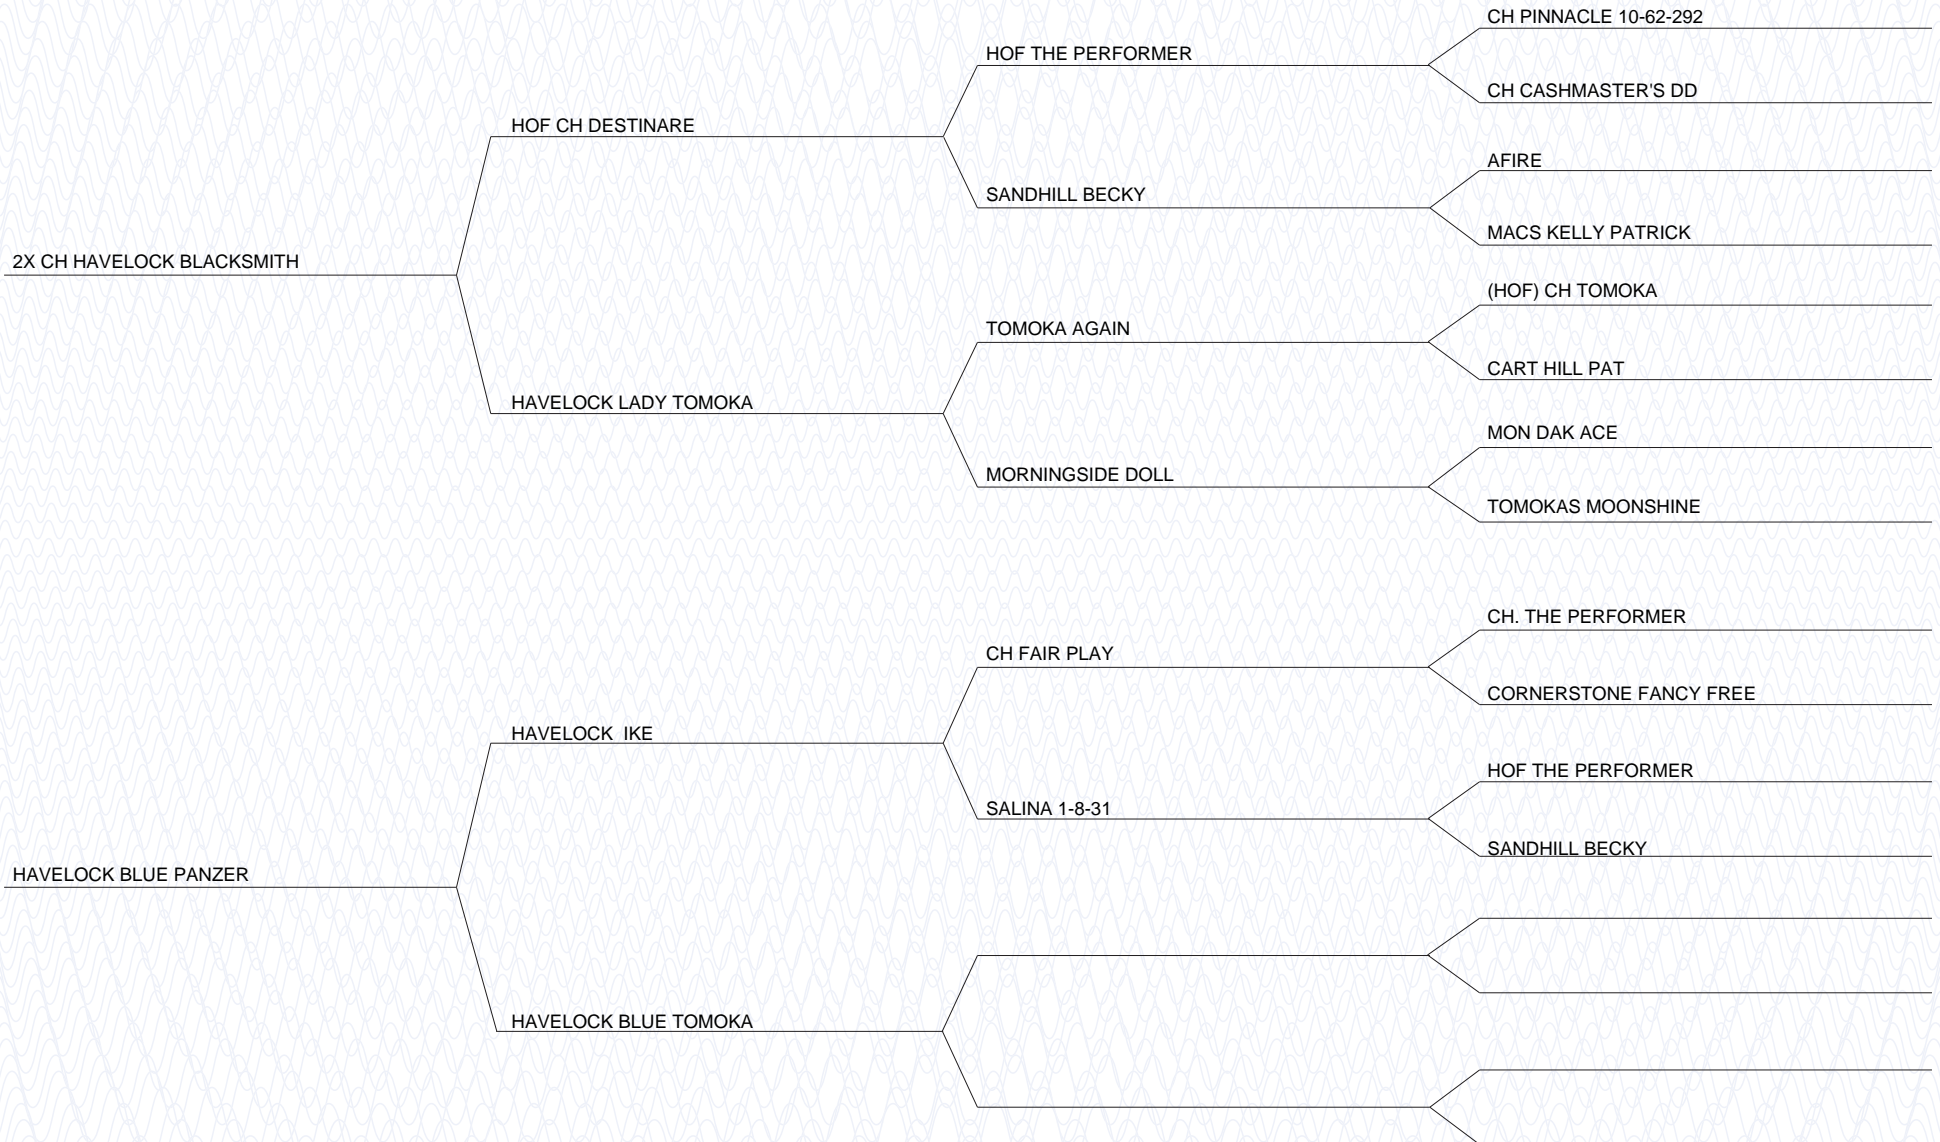 CH PINNACLE 10-62-292
HOF THE PERFORMER
CH CASHMASTER'S DD
HOF CH DESTINARE
AFIRE
SANDHILL BECKY
MACS KELLY PATRICK
2X CH HAVELOCK BLACKSMITH
(HOF) CH TOMOKA
TOMOKA AGAIN
CART HILL PAT
HAVELOCK LADY TOMOKA
MON DAK ACE
MORNINGSIDE DOLL
TOMOKAS MOONSHINE
CH. THE PERFORMER
CH FAIR PLAY
CORNERSTONE FANCY FREE
HAVELOCK  IKE
HOF THE PERFORMER
SALINA 1-8-31
SANDHILL BECKY
HAVELOCK BLUE PANZER
HAVELOCK BLUE TOMOKA